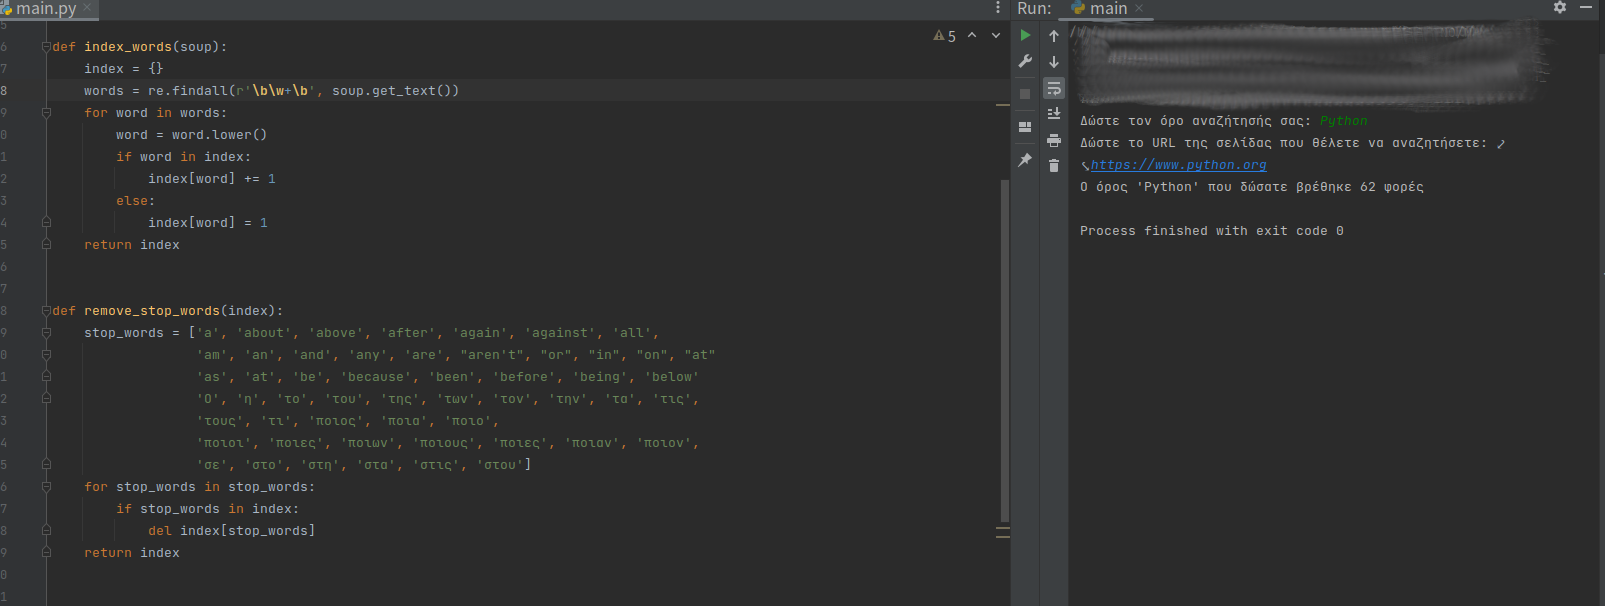 main.py
Run: main
5
6 def index_words(soup):
7 index = {}
8 words = re.findall(r'\b\w+\b', soup.get_text())
9 for word in words:
0 word = word.lower()
1 if word in index:
2 index[word] += 1
3 else:
4 index[word] = 1
5 return index
6
7
8 def remove_stop_words(index):
9 stop_words = ['a', 'about', 'above', 'after', 'again', 'against', 'all',
0 'am', 'an', 'and', 'any', 'are', "aren't", "or", "in", "on", "at"
1 'as', 'at', 'be', 'because', 'been', 'before', 'being', 'below'
2 'Ο', 'η', 'το', 'του', 'της', 'των', 'τον', 'την', 'τα', 'τις',
3 'τους', 'τι', 'ποιος', 'ποια', 'ποιο',
4 'ποιοι', 'ποιες', 'ποιων', 'ποιους', 'ποιες', 'ποιαν', 'ποιον',
5 'σε', 'στο', 'στη', 'στα', 'στις', 'στου']
6 for stop_words in stop_words:
7 if stop_words in index:
8 del index[stop_words]
9 return index
0
1
5
Δώστε τον όρο αναζήτησής σας: Python
Δώστε το URL της σελίδας που θέλετε να αναζητήσετε:
https://www.python.org
Ο όρος 'Python' που δώσατε βρέθηκε 62 φορές
Process finished with exit code 0